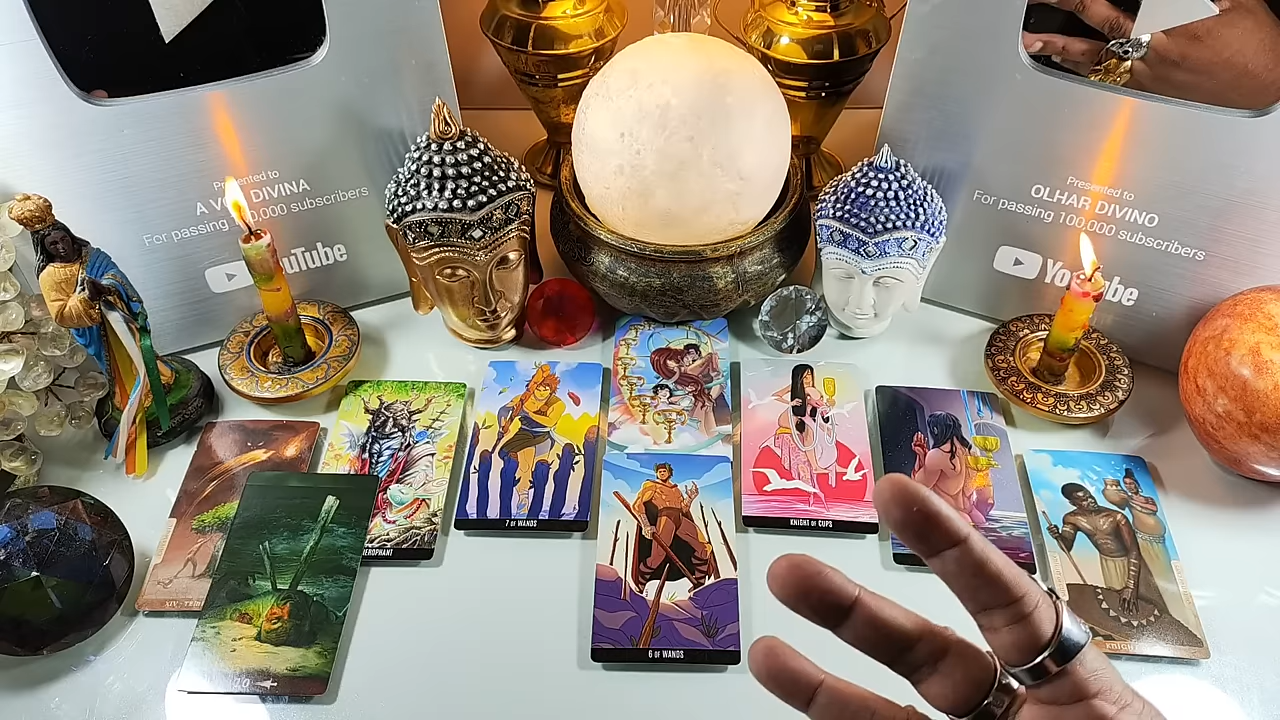 Presented to
A VOZ DIVINA
For passing 100,000 subscribers
YouTube
Presented to
OLHAR DIVINO
For passing 100,000 subscribers
YouTube
7 OF WANDS
KNIGHT OF CUPS
6 OF WANDS